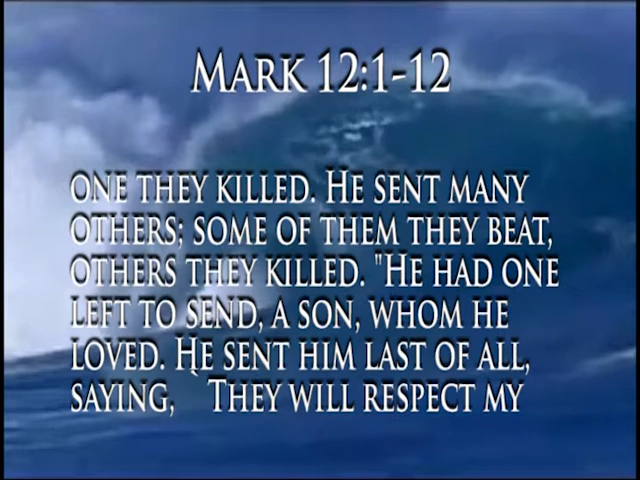 Mark 12:1-12
one they killed. He sent many
others; some of them they beat,
others they killed. "He had one
left to send, a son, whom he
loved. He sent him last of all,
saying, ` They will respect my